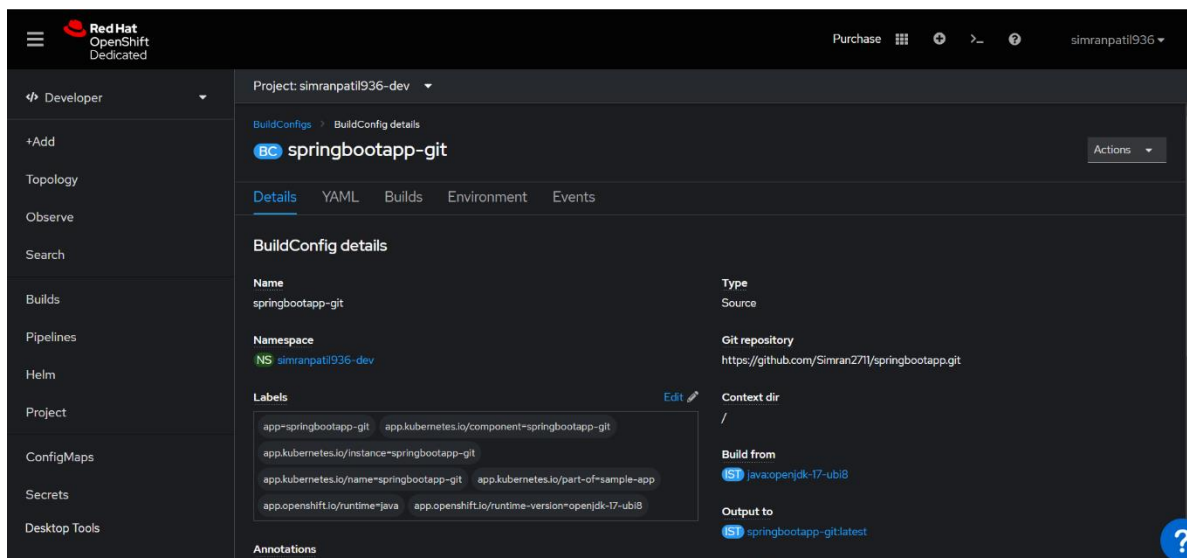 Red Hat
OpenShift
Dedicated
Purchase
>_
?
simranpatil936
</> Developer
+Add
Topology
Observe
Search
Builds
Pipelines
Helm
Project
ConfigMaps
Secrets
Desktop Tools
Project: simranpatil936-dev
BuildConfigs > BuildConfig details
BC springbootapp-git
Actions
Details YAML Builds Environment Events
BuildConfig details
Name
springbootapp-git
Namespace
NS simranpatil936-dev
Labels
Edit
app=springbootapp-git app.kubernetes.io/component=springbootapp-git
app.kubernetes.io/instance=springbootapp-git
app.kubernetes.io/name=springbootapp-git app.kubernetes.io/part-of=sample-app
app.openshift.io/runtime=java app.openshift.io/runtime-version=openjdk-17-ubi8
Annotations
Type
Source
Git repository
https://github.com/Simran2711/springbootapp.git
Context dir
/
Build from
IST java:openjdk-17-ubi8
Output to
IST springbootapp-git:latest
?